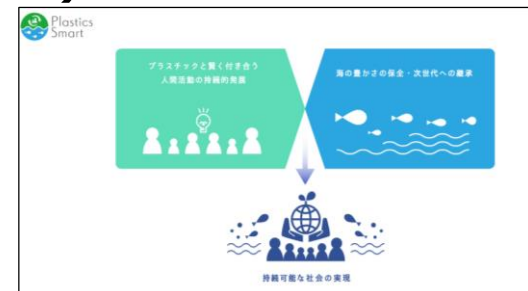 Plastics
Smart
プラスチックと賢く付き合う
人間活動の持続的発展
海の豊かさの保全・次世代への継承
持続可能な社会の実現